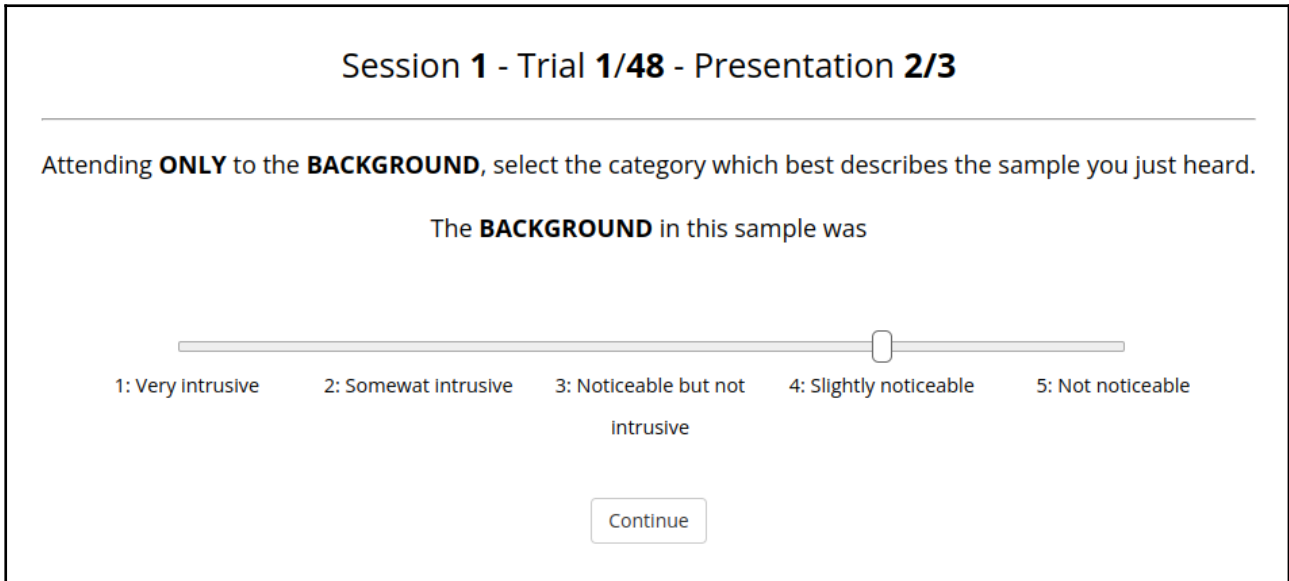 Session 1 - Trial 1/48 - Presentation 2/3
Attending ONLY to the BACKGROUND, select the category which best describes the sample you just heard.
The BACKGROUND in this sample was
1: Very intrusive 2: Somewat intrusive 3: Noticeable but not 4: Slightly noticeable 5: Not noticeable
intrusive
Continue